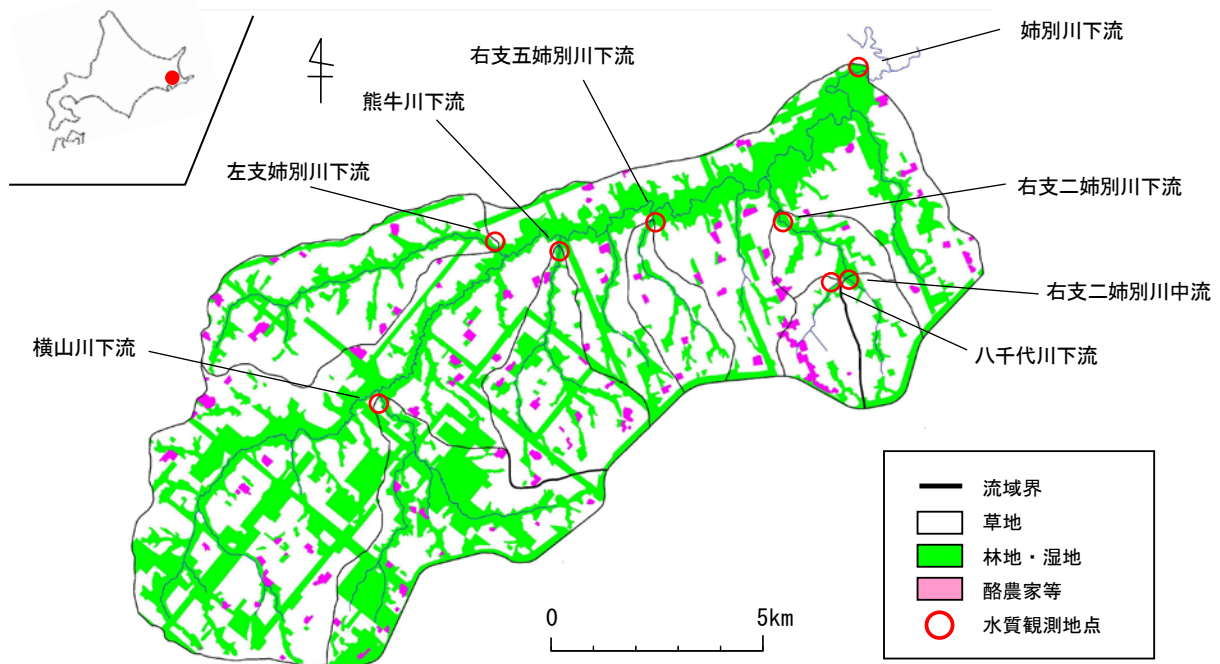 姉別川下流
右支五姉別川下流
熊牛川下流
左支姉別川下流
右支二姉別川下流
右支二姉別川中流
八千代川下流
横山川下流
流域界
草地
林地・湿地
酪農家等
水質観測地点
0 5km